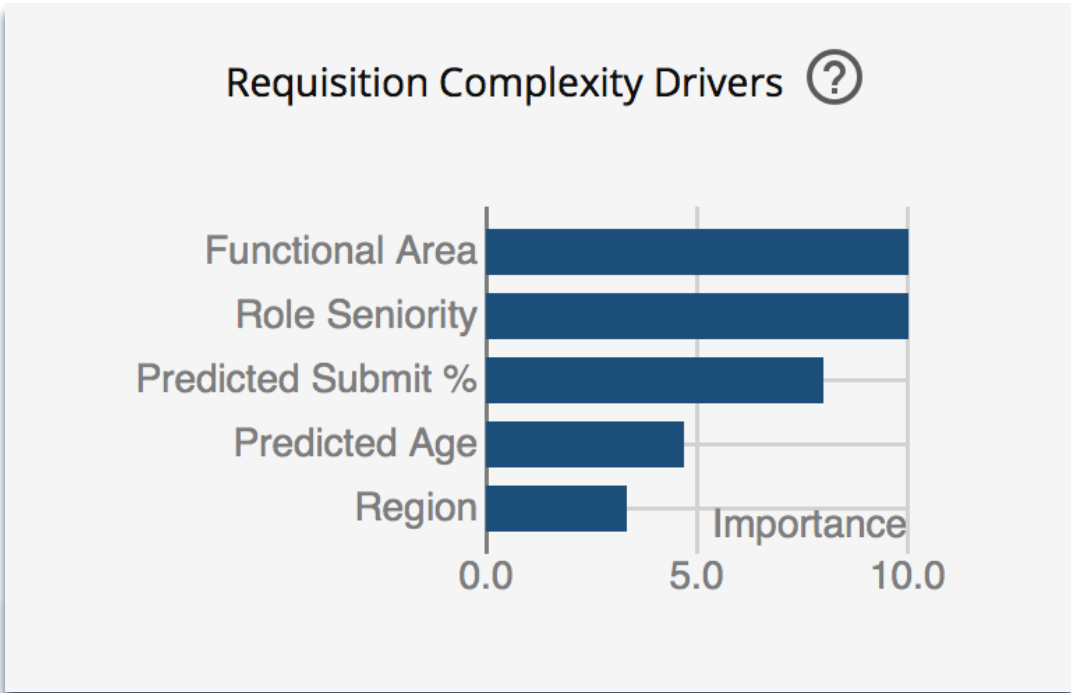 Requisition Complexity Drivers ?
Functional Area
Role Seniority
Predicted Submit %
Predicted Age
Region
Importance
0.0 5.0 10.0